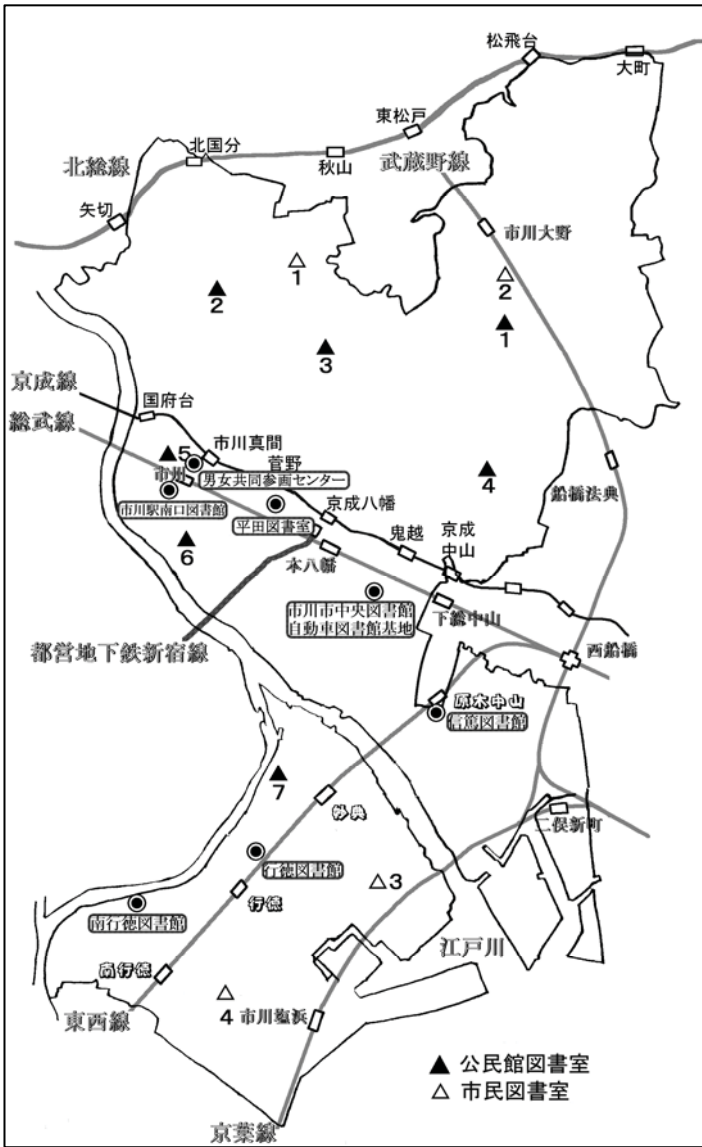 松飛台
大町
東松戸
北国分
秋山
武蔵野線
北総線
矢切
市川大野
1
2
2
1
3
京成線
国府台
総武線
市川真間
5
菅野
市川
男女共同参画センター
4
船橋法典
市川駅南口図書館
京成八幡
平田図書室
鬼越
京成
中山
6
本八幡
市川市中央図書館
自動車図書館基地
下総中山
都営地下鉄新宿線
西船橋
原木中山
信篤図書館
7
妙典
二俣新町
行徳図書館
3
行徳
南行徳図書館
江戸川
南行徳
4
市川塩浜
東西線
▲ 公民館図書室
△ 市民図書室
京葉線